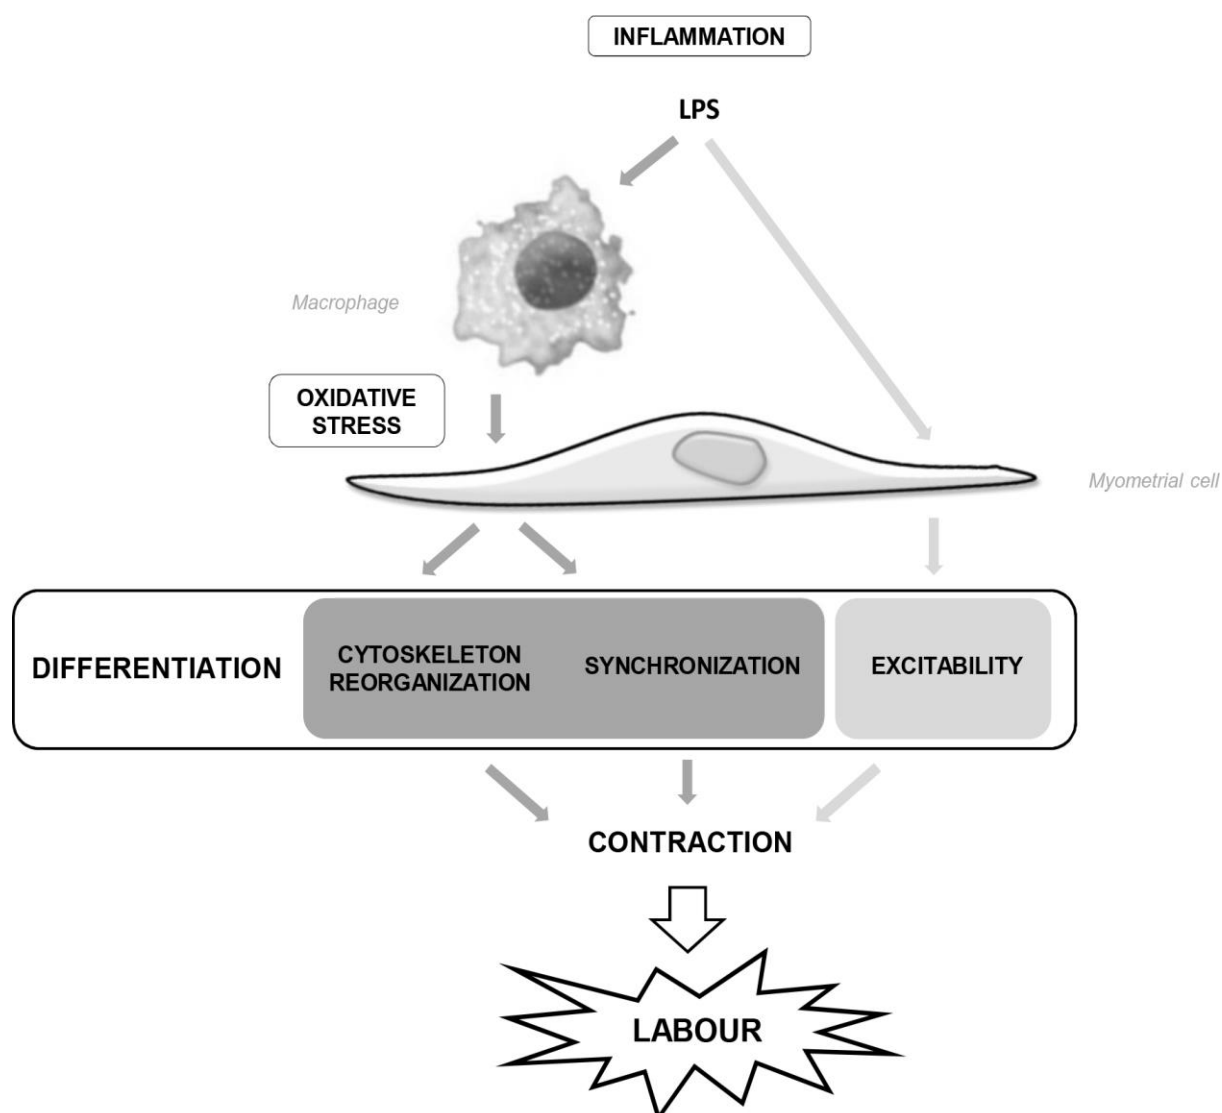 INFLAMMATION
LPS
Macrophage
OXIDATIVE
STRESS
Myometrial cell
DIFFERENTIATION
CYTOSKELETON
REORGANIZATION
SYNCHRONIZATION
EXCITABILITY
CONTRACTION
LABOUR